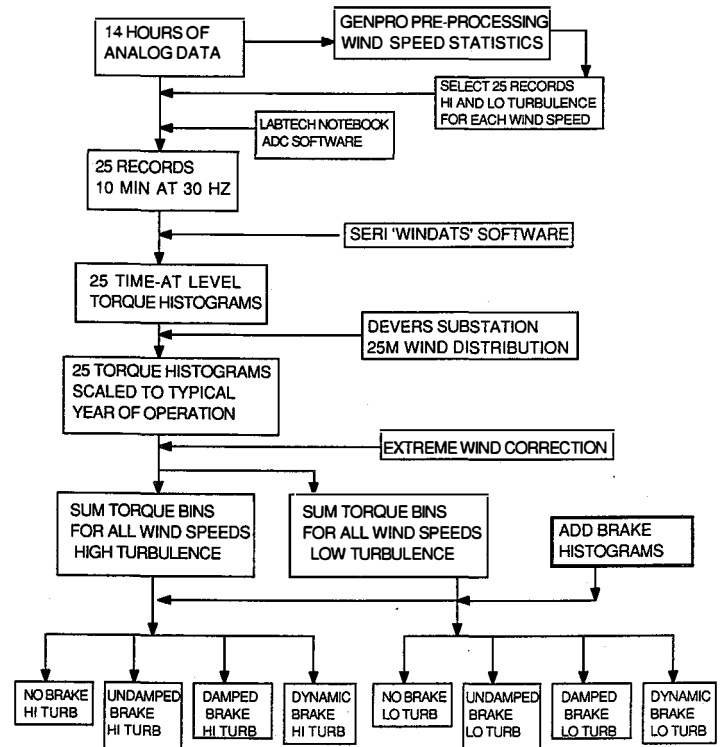 14 HOURS OF
ANALOG DATA
GENPRO PRE-PROCESSING
WIND SPEED STATISTICS
SELECT 25 RECORDS
HI AND LO TURBULENCE
FOR EACH WIND SPEED
LABTECH NOTEBOOK
ADC SOFTWARE
25 RECORDS
10 MIN AT 30 HZ
SERI 'WINDATS' SOFTWARE
25 TIME-AT LEVEL
TORQUE HISTOGRAMS
DEVERS SUBSTATION
25M WIND DISTRIBUTION
25 TORQUE HISTOGRAMS
SCALED TO TYPICAL
YEAR OF OPERATION
EXTREME WIND CORRECTION
SUM TORQUE BINS
FOR ALL WIND SPEEDS
HIGH TURBULENCE
SUM TORQUE BINS
FOR ALL WIND SPEEDS
LOW TURBULENCE
ADD BRAKE
HISTOGRAMS
NO BRAKE
HI TURB
UNDAMPED
BRAKE
HI TURB
DAMPED
BRAKE
HI TURB
DYNAMIC
BRAKE
HI TURB
NO BRAKE
LO TURB
UNDAMPED
BRAKE
LO TURB
DAMPED
BRAKE
LO TURB
DYNAMIC
BRAKE
LO TURB